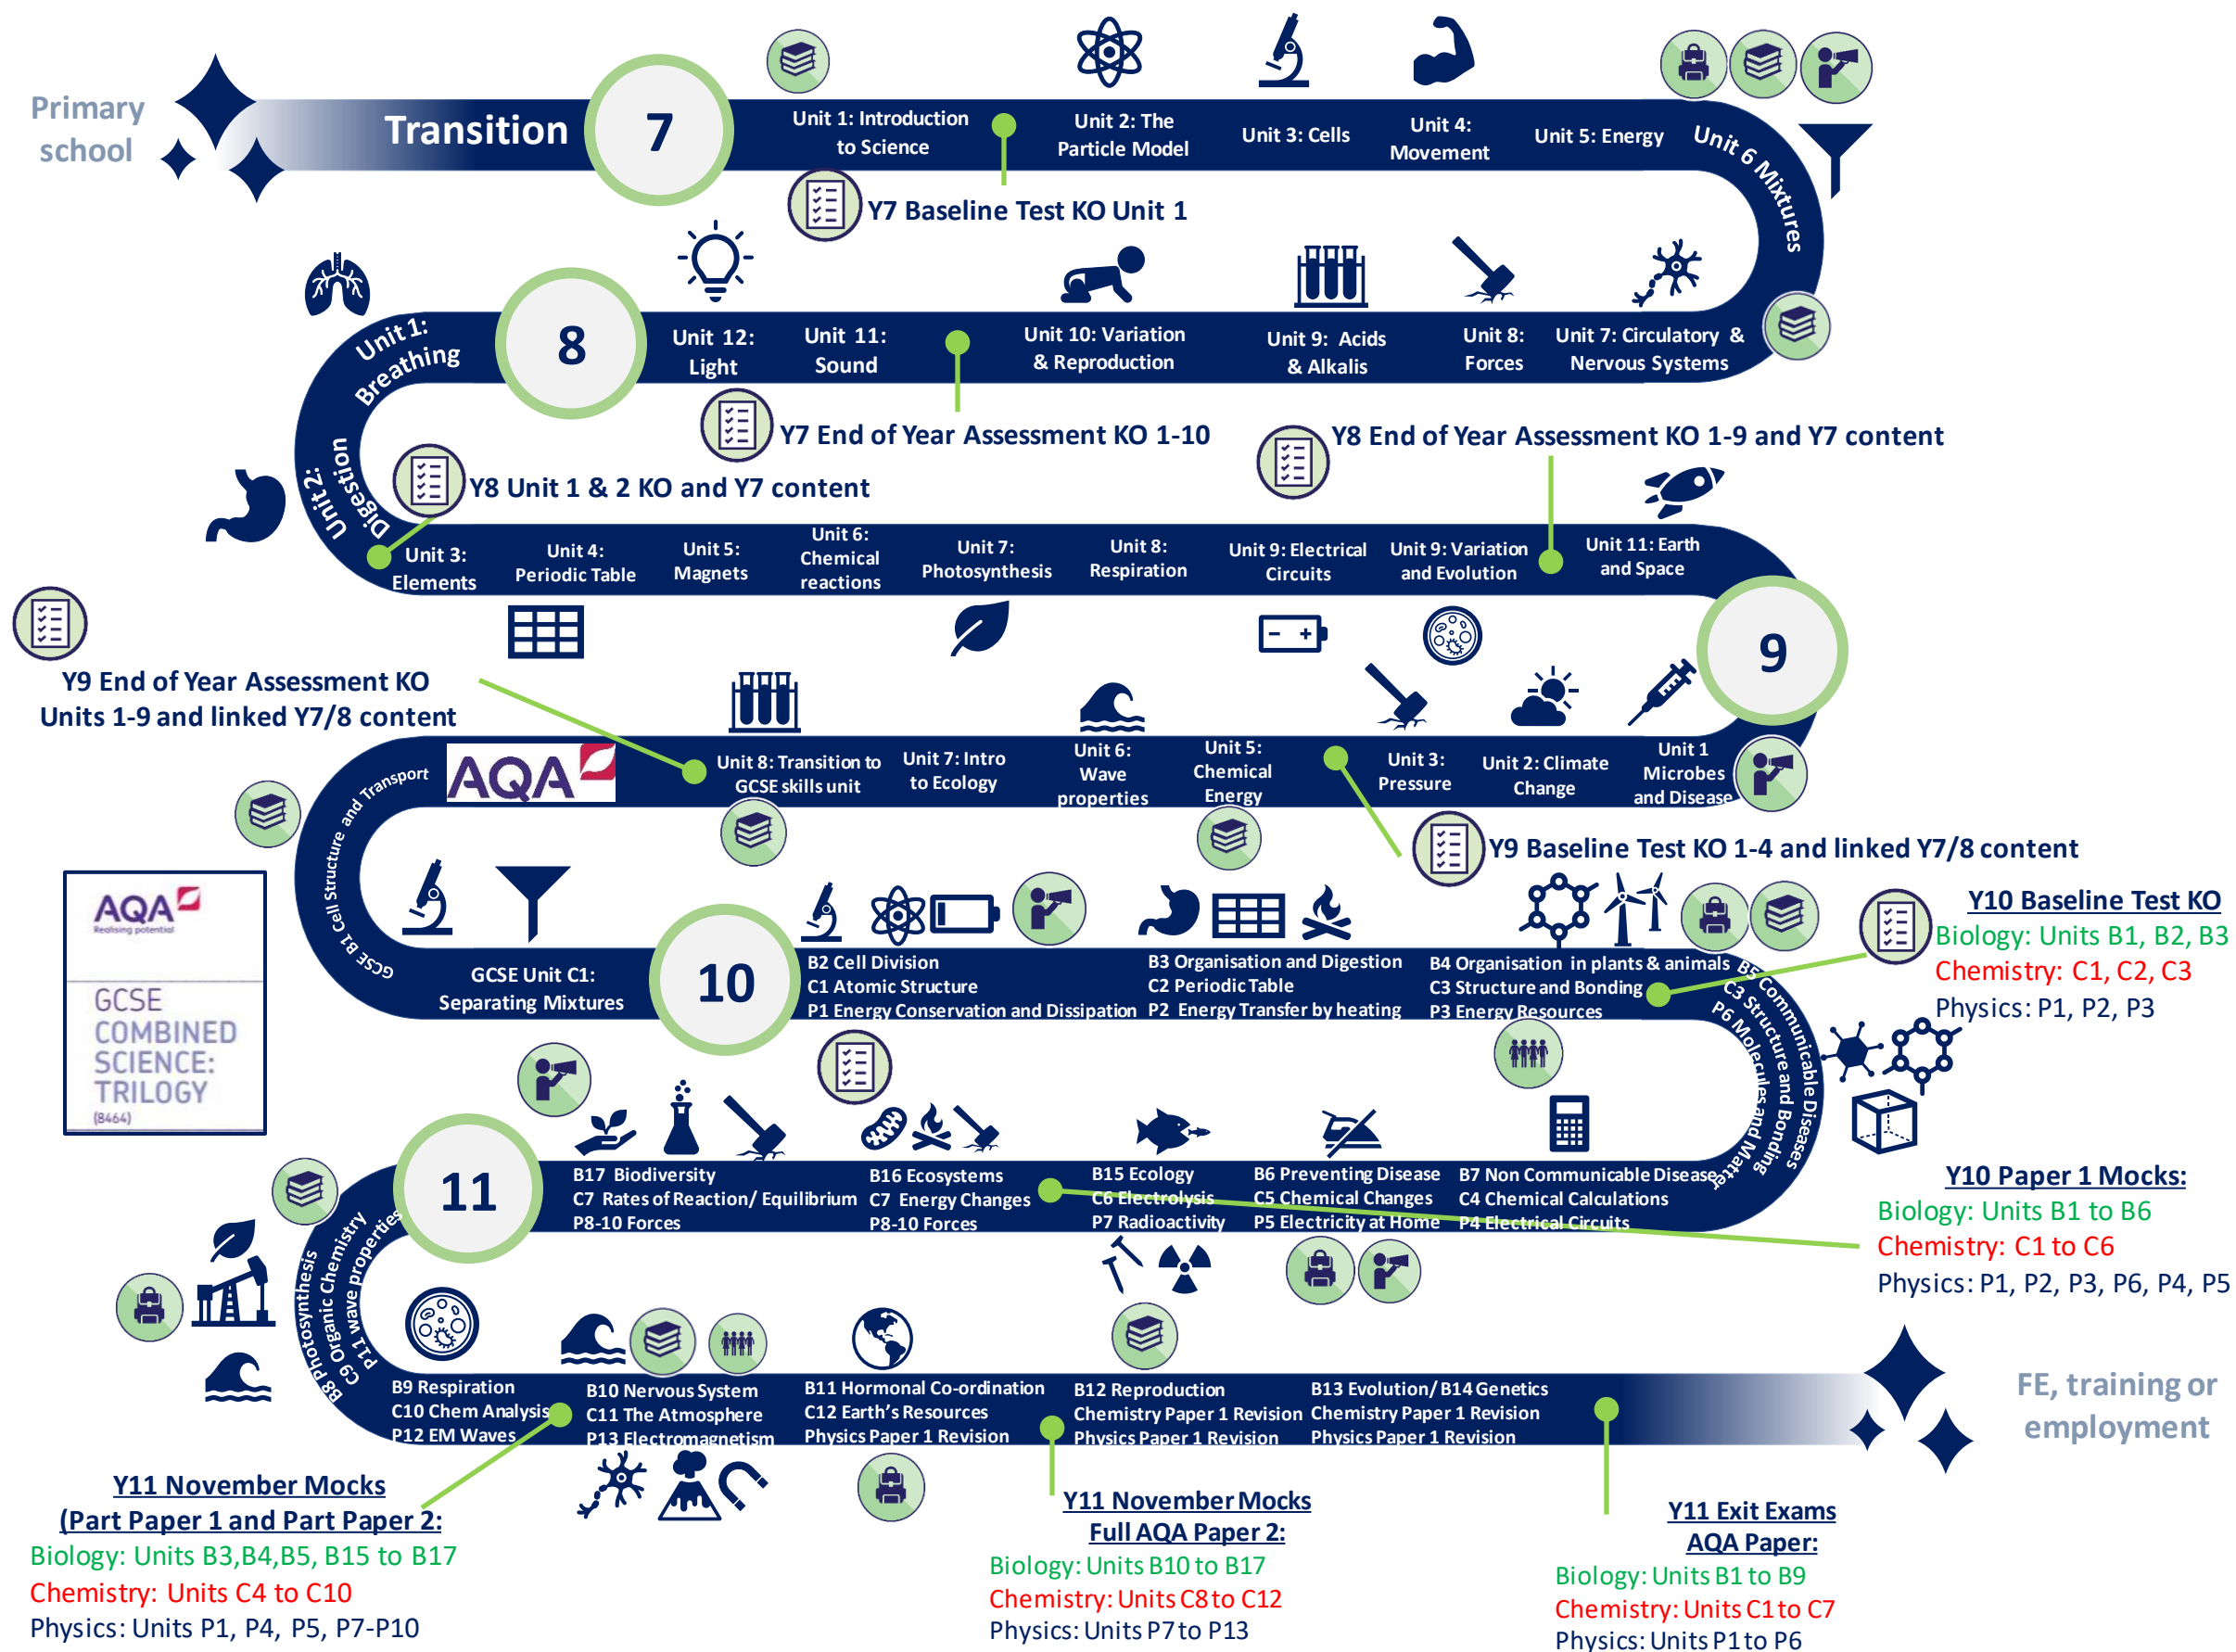 Primary
school
Transition
7
Unit 1: Introduction
to Science
Unit 2: The
Particle Model
Unit 3: Cells
Unit 4:
Movement
Unit 5: Energy
Unit 6 Mixtures
Y7 Baseline Test KO Unit 1
Unit 7: Circulatory &
Nervous Systems
Unit 8:
Forces
Unit 9: Acids
& Alkalis
Unit 10: Variation
& Reproduction
Unit 11:
Sound
Unit 12:
Light
8
Unit 1:
Breathing
Y7 End of Year Assessment KO 1-10
Y8 End of Year Assessment KO 1-9 and Y7 content
Unit2:
Digestion
Y8 Unit 1 & 2 KO and Y7 content
Unit 3:
Elements
Unit 4:
Periodic Table
Unit 5:
Magnets
Unit 6:
Chemical
reactions
Unit 7:
Photosynthesis
Unit 8:
Respiration
Unit 9: Electrical
Circuits
Unit 9: Variation
and Evolution
Unit 11: Earth
and Space
9
Y9 End of Year Assessment KO
Units 1-9 and linked Y7/8 content
Unit 1
Microbes
and Disease
Unit 2: Climate
Change
Unit 3:
Pressure
Unit 5:
Chemical
Energy
Unit 6:
Wave
properties
Unit 7: Intro
to Ecology
Unit 8: Transition to
GCSE skills unit
AQA
GCSE B1 Cell Structure and Transport
Y9 Baseline Test KO 1-4 and linked Y7/8 content
AQA
Realising potential
GCSE
COMBINED
SCIENCE:
TRILOGY
(8464)
GCSE Unit C1:
Separating Mixtures
10
B2 Cell Division
C1 Atomic Structure
P1 Energy Conservation and Dissipation
B3 Organisation and Digestion
C2 Periodic Table
P2 Energy Transfer by heating
B4 Organisation in plants & animals
C3 Structure and Bonding
P3 Energy Resources
B5 Communicable Diseases
C3 Structure and Bonding
P6 Molecules and Matter
Y10 Baseline Test KO
Biology: Units B1, B2, B3
Chemistry: C1, C2, C3
Physics: P1, P2, P3
B7 Non Communicable Disease
C4 Chemical Calculations
P4 Electrical Circuits
B6 Preventing Disease
C5 Chemical Changes
P5 Electricity at Home
B15 Ecology
C6 Electrolysis
P7 Radioactivity
B16 Ecosystems
C7 Energy Changes
P8-10 Forces
B17 Biodiversity
C7 Rates of Reaction/ Equilibrium
P8-10 Forces
11
Y10 Paper 1 Mocks:
Biology: Units B1 to B6
Chemistry: C1 to C6
Physics: P1, P2, P3, P6, P4, P5
B8 Photosynthesis
C9 Organic Chemistry
P11 wave properties
B9 Respiration
C10 Chem Analysis
P12 EM Waves
B10 Nervous System
C11 The Atmosphere
P13 Electromagnetism
B11 Hormonal Co-ordination
C12 Earth's Resources
Physics Paper 1 Revision
B12 Reproduction
Chemistry Paper 1 Revision
Physics Paper 1 Revision
B13 Evolution/ B14 Genetics
Chemistry Paper 1 Revision
Physics Paper 1 Revision
FE, training or
employment
Y11 November Mocks
(Part Paper 1 and Part Paper 2:
Biology: Units B3,B4,B5, B15 to B17
Chemistry: Units C4 to C10
Physics: Units P1, P4, P5, P7-P10
Y11 November Mocks
Full AQA Paper 2:
Biology: Units B10 to B17
Chemistry: Units C8 to C12
Physics: Units P7 to P13
Y11 Exit Exams
AQA Paper:
Biology: Units B1 to B9
Chemistry: Units C1 to C7
Physics: Units P1 to P6